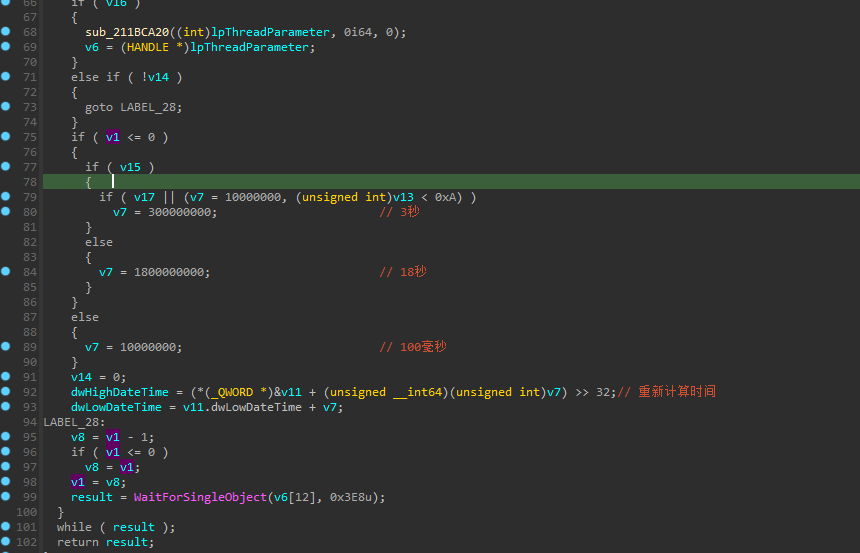 66 if ( v16 )
67 {
68 sub_211BCA20((int)lpThreadParameter, 0i64, 0);
69 v6 = (HANDLE *)lpThreadParameter;
70 }
71 else if ( !v14 )
72 {
73 goto LABEL_28;
74 }
75 if ( v1 <= 0 )
76 {
77 if ( v15 )
78 {
79 if ( v17 || (v7 = 10000000, (unsigned int)v13 < 0xA) )
80 v7 = 300000000; // 3秒
81 }
82 else
83 {
84 v7 = 1800000000; // 18秒
85 }
86 }
87 else
88 {
89 v7 = 10000000; // 100毫秒
90 }
91 v14 = 0;
92 dwHighDateTime = (*(_QWORD *)&v11 + (unsigned __int64)(unsigned int)v7) >> 32;// 重新计算时间
93 dwLowDateTime = v11.dwLowDateTime + v7;
94 LABEL_28:
95 v8 = v1 - 1;
96 if ( v1 <= 0 )
97 v8 = v1;
98 v1 = v8;
99 result = WaitForSingleObject(v6[12], 0x3E8u);
100 }
101 while ( result );
102 return result;